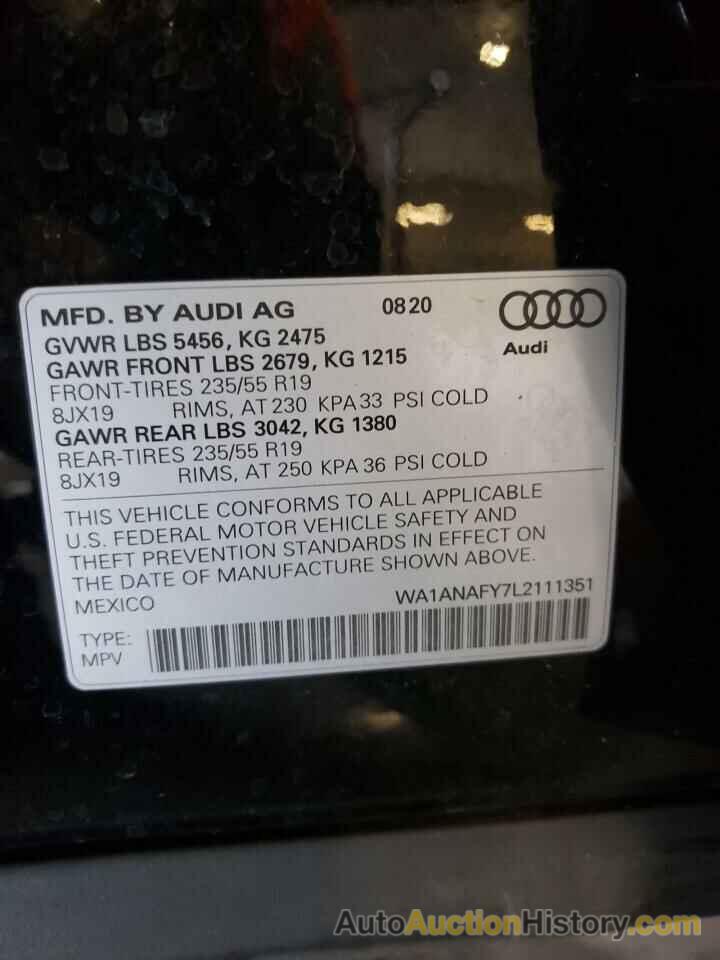 MFD. BY AUDI AG 0820
GVWR LBS 5456, KG 2475
GAWR FRONT LBS 2679, KG 1215
Audi
FRONT-TIRES 235/55 R19
8JX19 RIMS, AT 230 KPA 33 PSI COLD
GAWR REAR LBS 3042, KG 1380
REAR-TIRES 235/55 R19
8JX19 RIMS, AT 250 KPA 36 PSI COLD
THIS VEHICLE CONFORMS TO ALL APPLICABLE
U.S. FEDERAL MOTOR VEHICLE SAFETY AND
THEFT PREVENTION STANDARDS IN EFFECT ON
THE DATE OF MANUFACTURE SHOWN ABOVE.
MEXICO WA1ANAFY7L2111351
TYPE:
MPV
AutoAuctionHistory.com